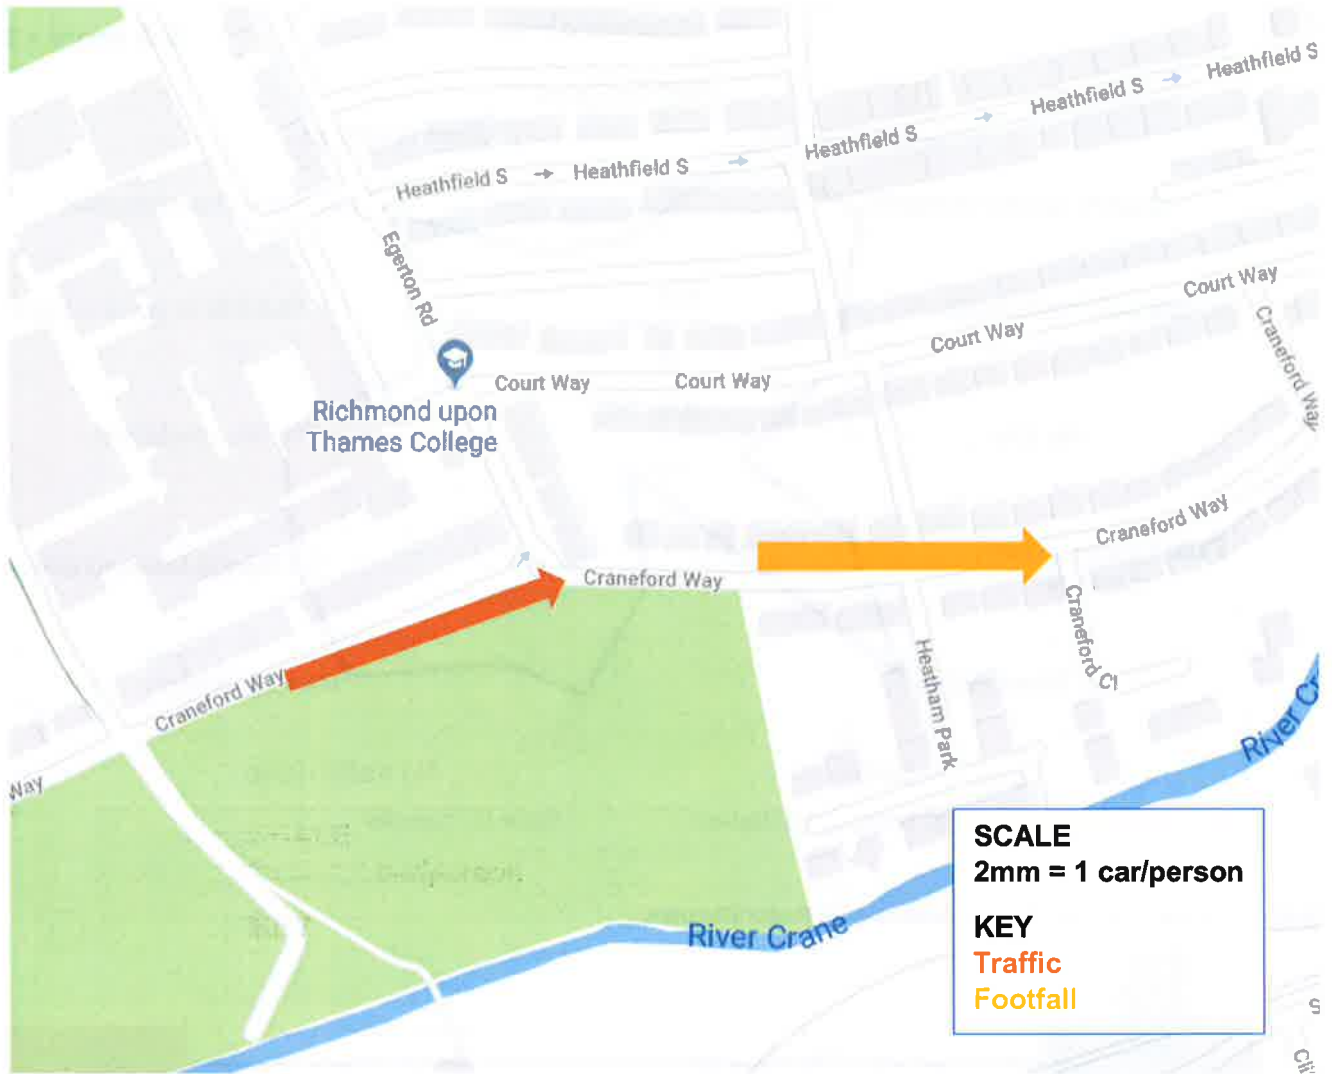 Heathfield S
Heathfield S
Heathfield S
Heathfield S → Heathfield S
Egerton Rd
Court Way
Court Way
Craneford Way
Court Way
Court Way
Richmond upon
Thames College
Craneford Way
Craneford Way
Craneford Cl
Craneford Way
Heatham Park
River Cr
Way
SCALE
2mm = 1 car/person
KEY
Traffic
Footfall
River Crane